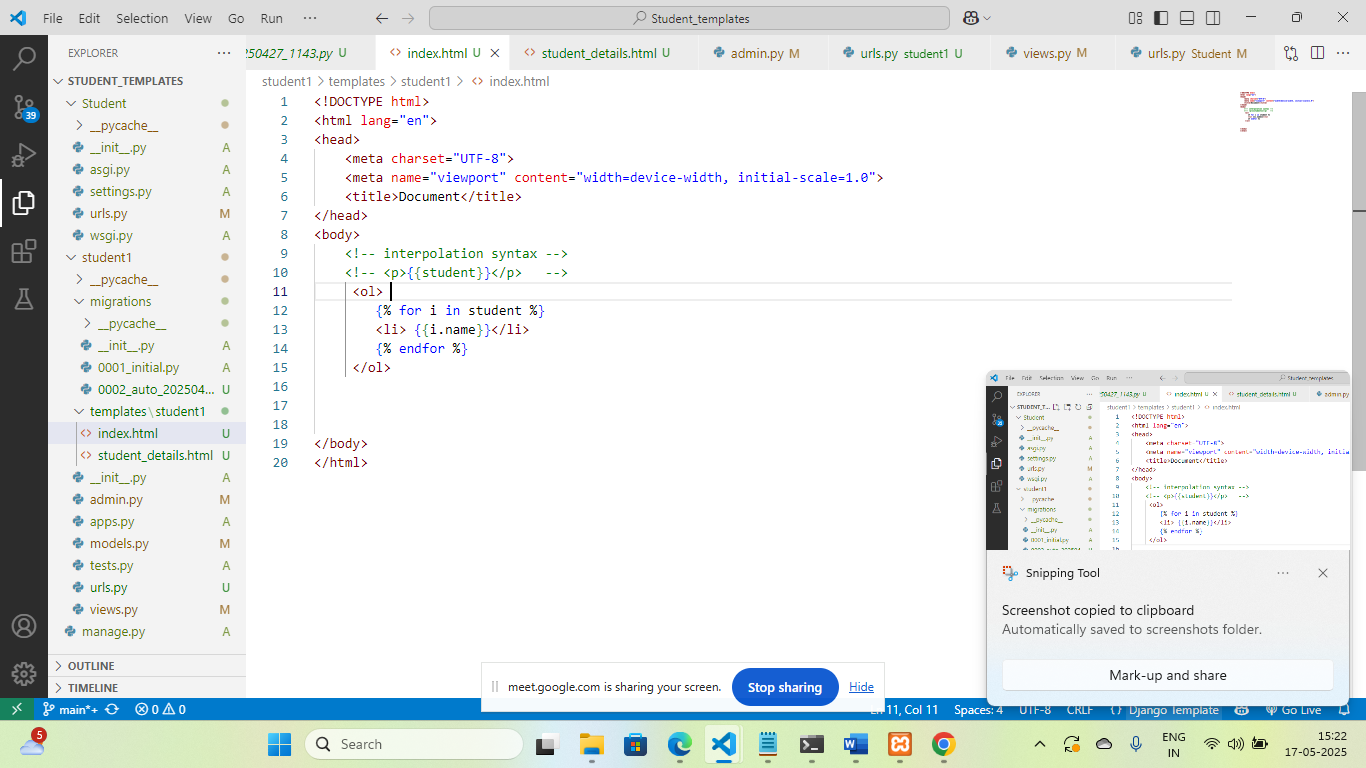 File Edit Selection View Go Run ··· Student_templates
EXPLORER ···
STUDENT_TEMPLATES
Student
__pycache__
__init__.py A
asgi.py A
settings.py A
urls.py M
wsgi.py A
student1
__pycache__
migrations
__pycache__
__init__.py A
0001_initial.py A
0002_auto_202504... U
templates\student1
index.html U
student_details.html U
__init__.py A
admin.py M
apps.py A
models.py M
tests.py A
urls.py U
views.py M
manage.py A
OUTLINE
TIMELINE
39
250427_1143.py U index.html U student_details.html U admin.py M urls.py student1 U views.py M urls.py Student M ···
student1 > templates > student1 > index.html
1 <!DOCTYPE html>
2 <html lang="en">
3 <head>
4 <meta charset="UTF-8">
5 <meta name="viewport" content="width=device-width, initial-scale=1.0">
6 <title>Document</title>
7 </head>
8 <body>
9 <!-- interpolation syntax -->
10 <!-- <p>{{student}}</p> -->
11 <ol>
12 {% for i in student %}
13 <li> {{i.name}}</li>
14 {% endfor %}
15 </ol>
16
17
18
19 </body>
20 </html>
Snipping Tool ···
Screenshot copied to clipboard
Automatically saved to screenshots folder.
Mark-up and share
meet.google.com is sharing your screen. Stop sharing Hide
main*+ 0 0 Ln 11, Col 11 Spaces: 4 UTF-8 CRLF {} Django Template Go Live
5 Search ENG IN 15:22
17-05-2025